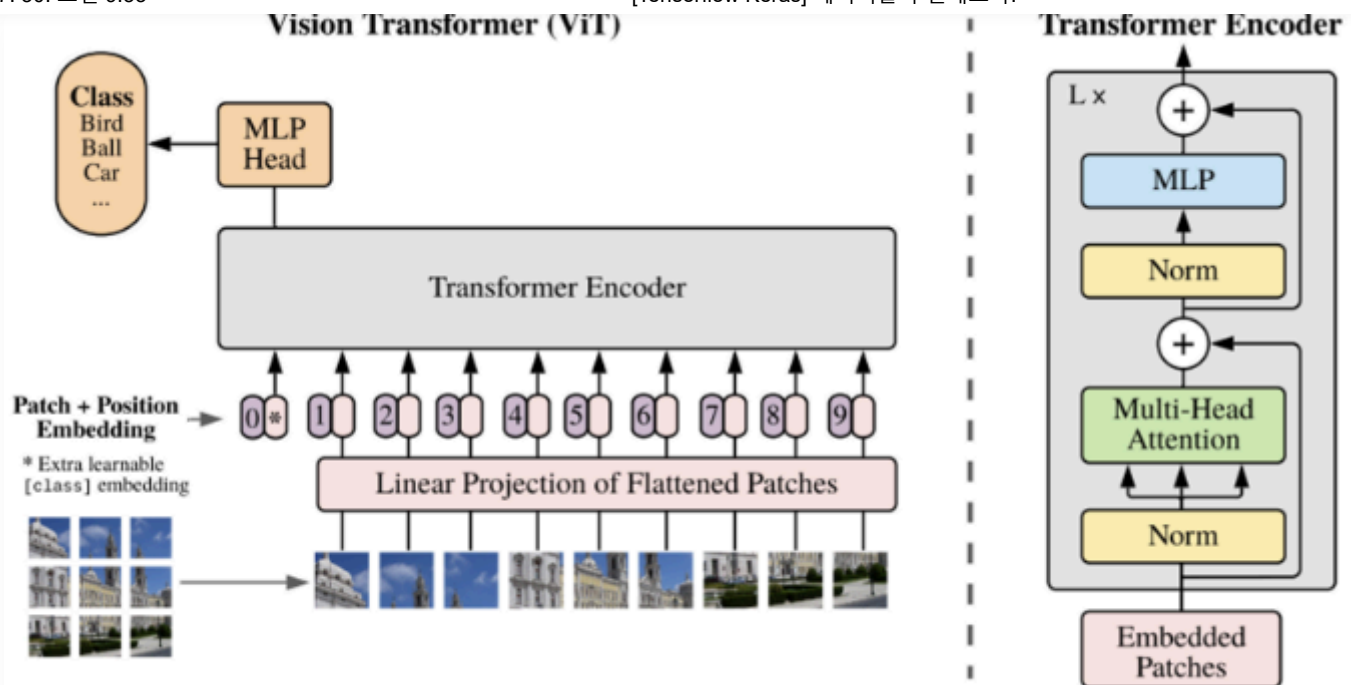 Vision Transformer (ViT)
Class
Bird
Ball
Car
...
MLP
Head
Transformer Encoder
Patch + Position
Embedding
* Extra learnable
[class] embedding
0 * 1 2 3 4 5 6 7 8 9
Linear Projection of Flattened Patches
Transformer Encoder
L ×
+
MLP
Norm
+
Multi-Head
Attention
Norm
Embedded
Patches